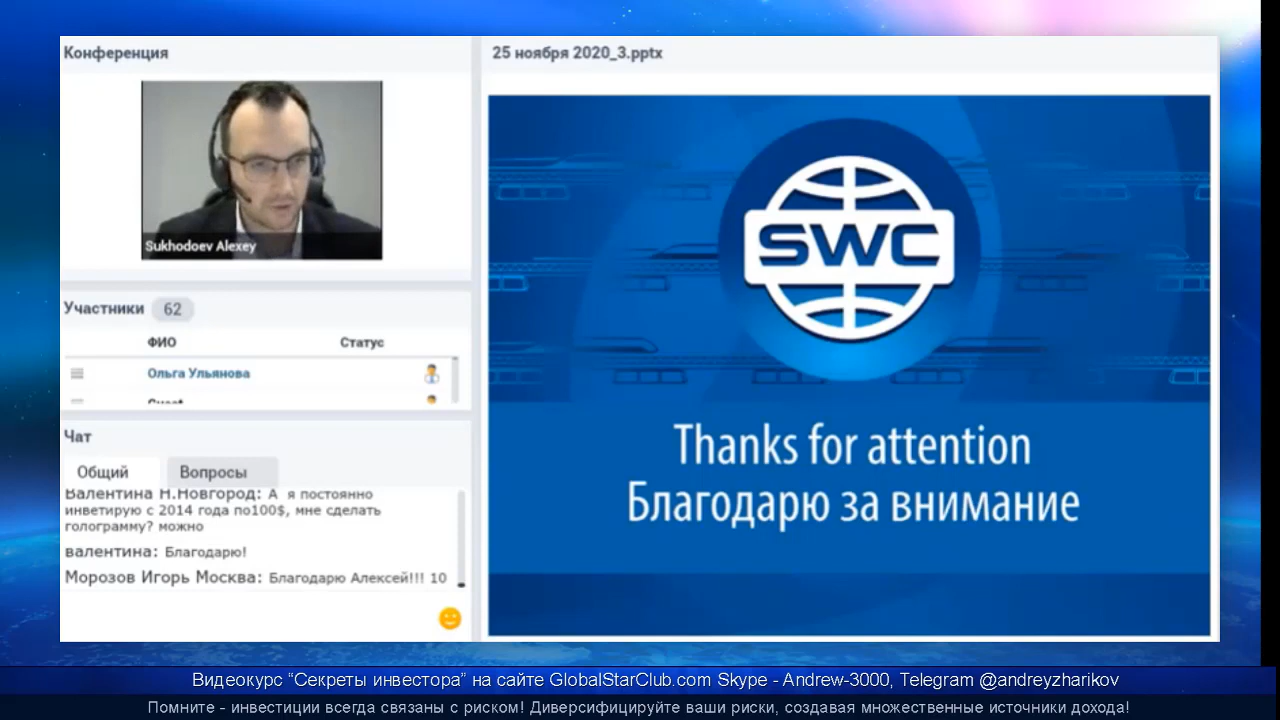 Конференция
Sukhodoev Alexey
Участники 62
ФИО Статус
Ольга Ульянова
Guest
Чат
Общий Вопросы
Валентина Н.Новгород: А я постоянно
инветирую с 2014 года по100$, мне сделать
голограмму? можно
валентина: Благодарю!
Морозов Игорь Москва: Благодарю Алексей!!! 10
25 ноября 2020_3.pptx
SWC
Thanks for attention
Благодарю за внимание
Видеокурс “Секреты инвестора” на сайте GlobalStarClub.com Skype - Andrew-3000, Telegram @andreyzharikov
Помните - инвестиции всегда связаны с риском! Диверсифицируйте ваши риски, создавая множественные источники дохода!